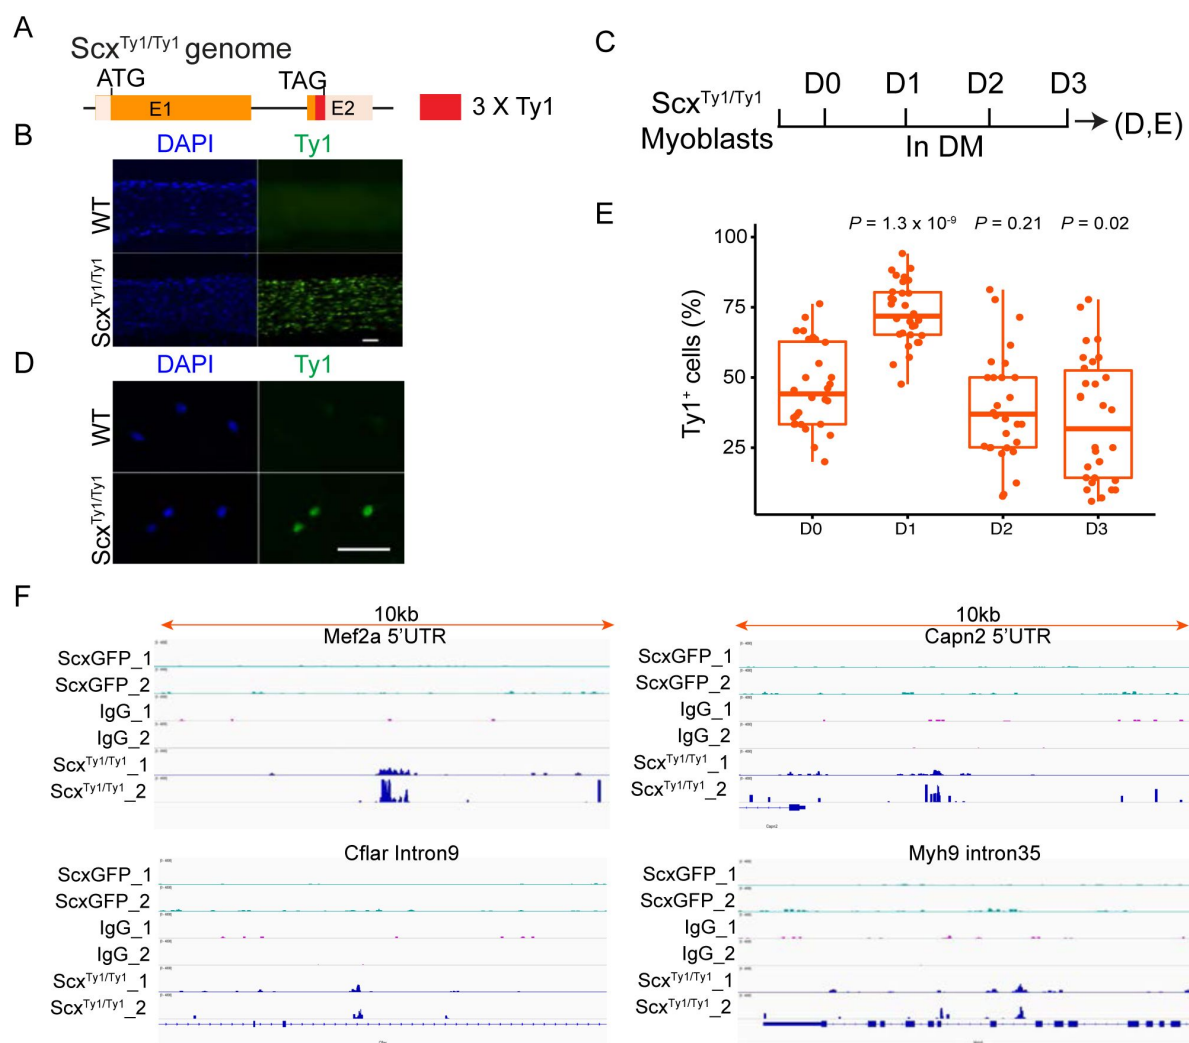 A
Scx^Ty1/Ty1 genome
ATG
TAG
E1
E2
3 X Ty1
B
DAPI
Ty1
WT
Scx^Ty1/Ty1
C
D0
D1
D2
D3
Scx^Ty1/Ty1
Myoblasts
In DM
(D,E)
D
DAPI
Ty1
WT
Scx^Ty1/Ty1
E
P = 1.3 x 10^-9
P = 0.21
P = 0.02
Ty1+ cells (%)
100
75
50
25
D0
D1
D2
D3
F
10kb
Mef2a 5'UTR
ScxGFP_1
ScxGFP_2
IgG_1
IgG_2
Scx^Ty1/Ty1_1
Scx^Ty1/Ty1_2
10kb
Capn2 5'UTR
ScxGFP_1
ScxGFP_2
IgG_1
IgG_2
Scx^Ty1/Ty1_1
Scx^Ty1/Ty1_2
Capn2
Cflar Intron9
ScxGFP_1
ScxGFP_2
IgG_1
IgG_2
Scx^Ty1/Ty1_1
Scx^Ty1/Ty1_2
Myh9 intron35
ScxGFP_1
ScxGFP_2
IgG_1
IgG_2
Scx^Ty1/Ty1_1
Scx^Ty1/Ty1_2